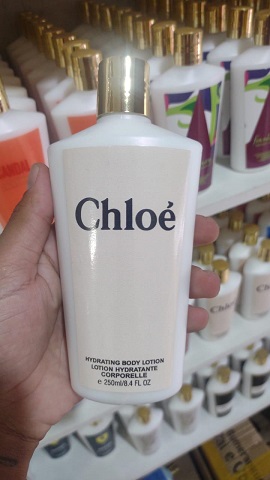 Chloé
HYDRATING BODY LOTION
LOTION HYDRATANTE
CORPORELLE
e 250ml/8.4 FL OZ